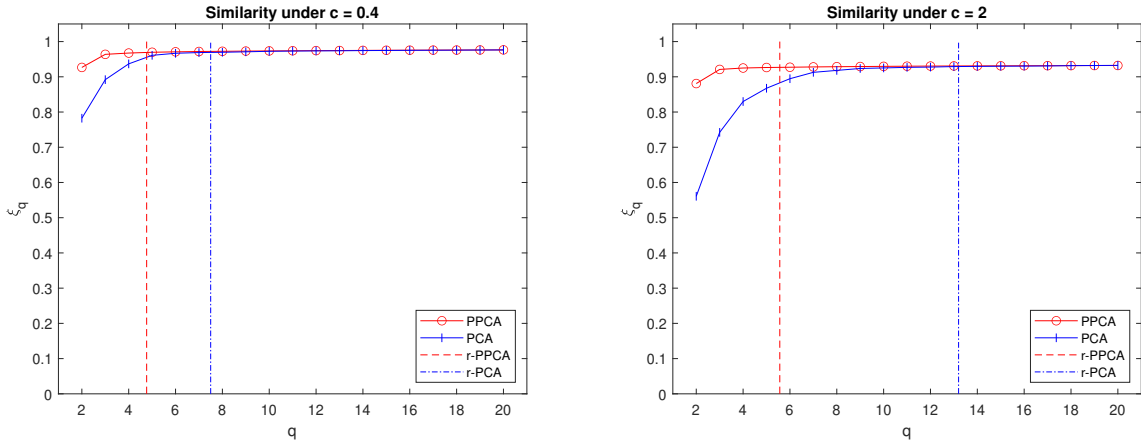 Similarity under c = 0.4
1
0.9
0.8
0.7
0.6
0.5
0.4
0.3
0.2
0.1
0
ξq
2 4 6 8 10 12 14 16 18 20
q
PPCA
PCA
r-PPCA
r-PCA
Similarity under c = 2
1
0.9
0.8
0.7
0.6
0.5
0.4
0.3
0.2
0.1
0
ξq
2 4 6 8 10 12 14 16 18 20
q
PPCA
PCA
r-PPCA
r-PCA